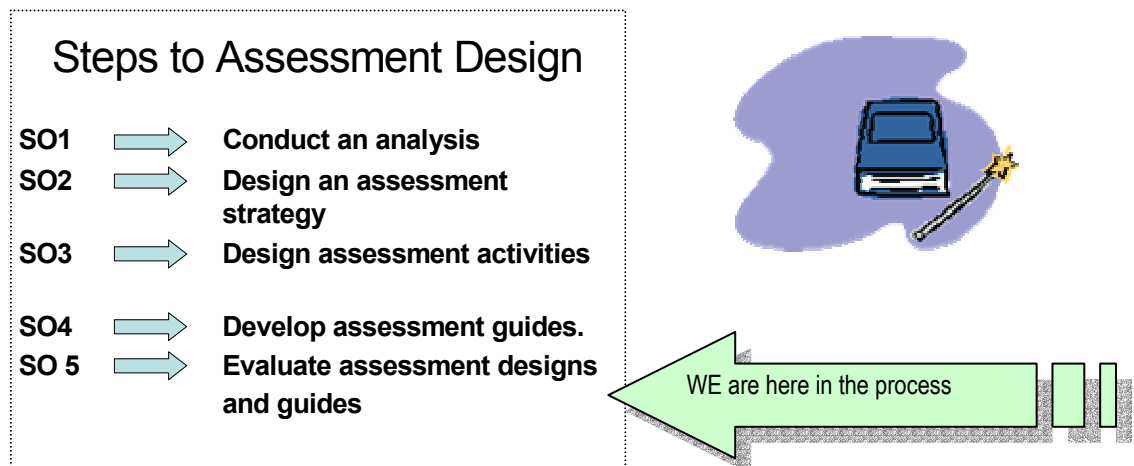 Steps to Assessment Design
SO1 Conduct an analysis
SO2 Design an assessment
strategy
SO3 Design assessment activities
SO4 Develop assessment guides.
SO 5 Evaluate assessment designs
and guides
WE are here in the process